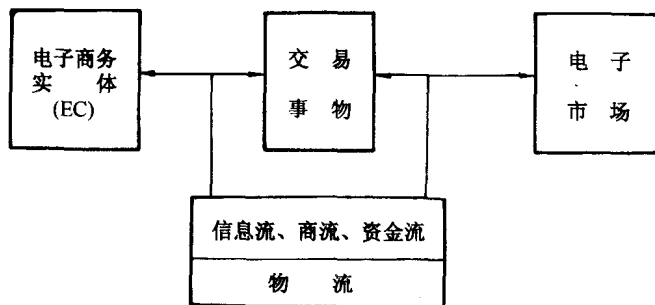 电子商务
实体
(EC)
交易
事物
电子
市场
信息流、商流、资金流
物流